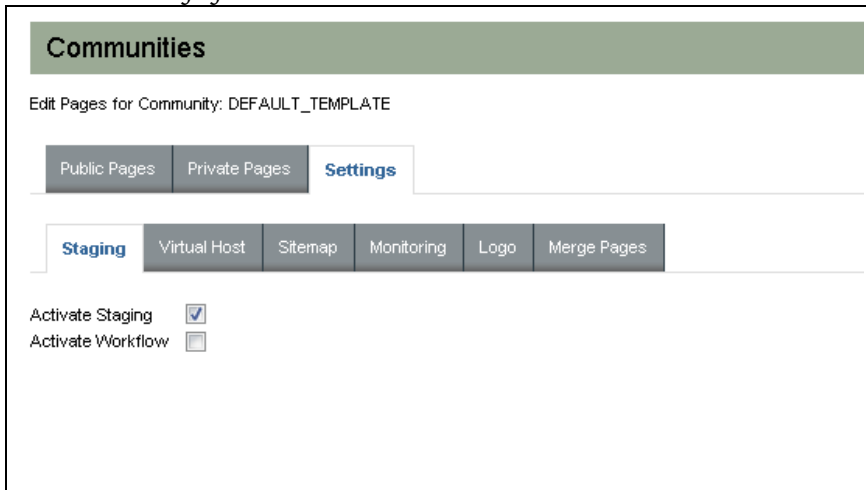 Communities
Edit Pages for Community: DEFAULT_TEMPLATE
Public Pages Private Pages Settings
Staging Virtual Host Sitemap Monitoring Logo Merge Pages
Activate Staging
Activate Workflow